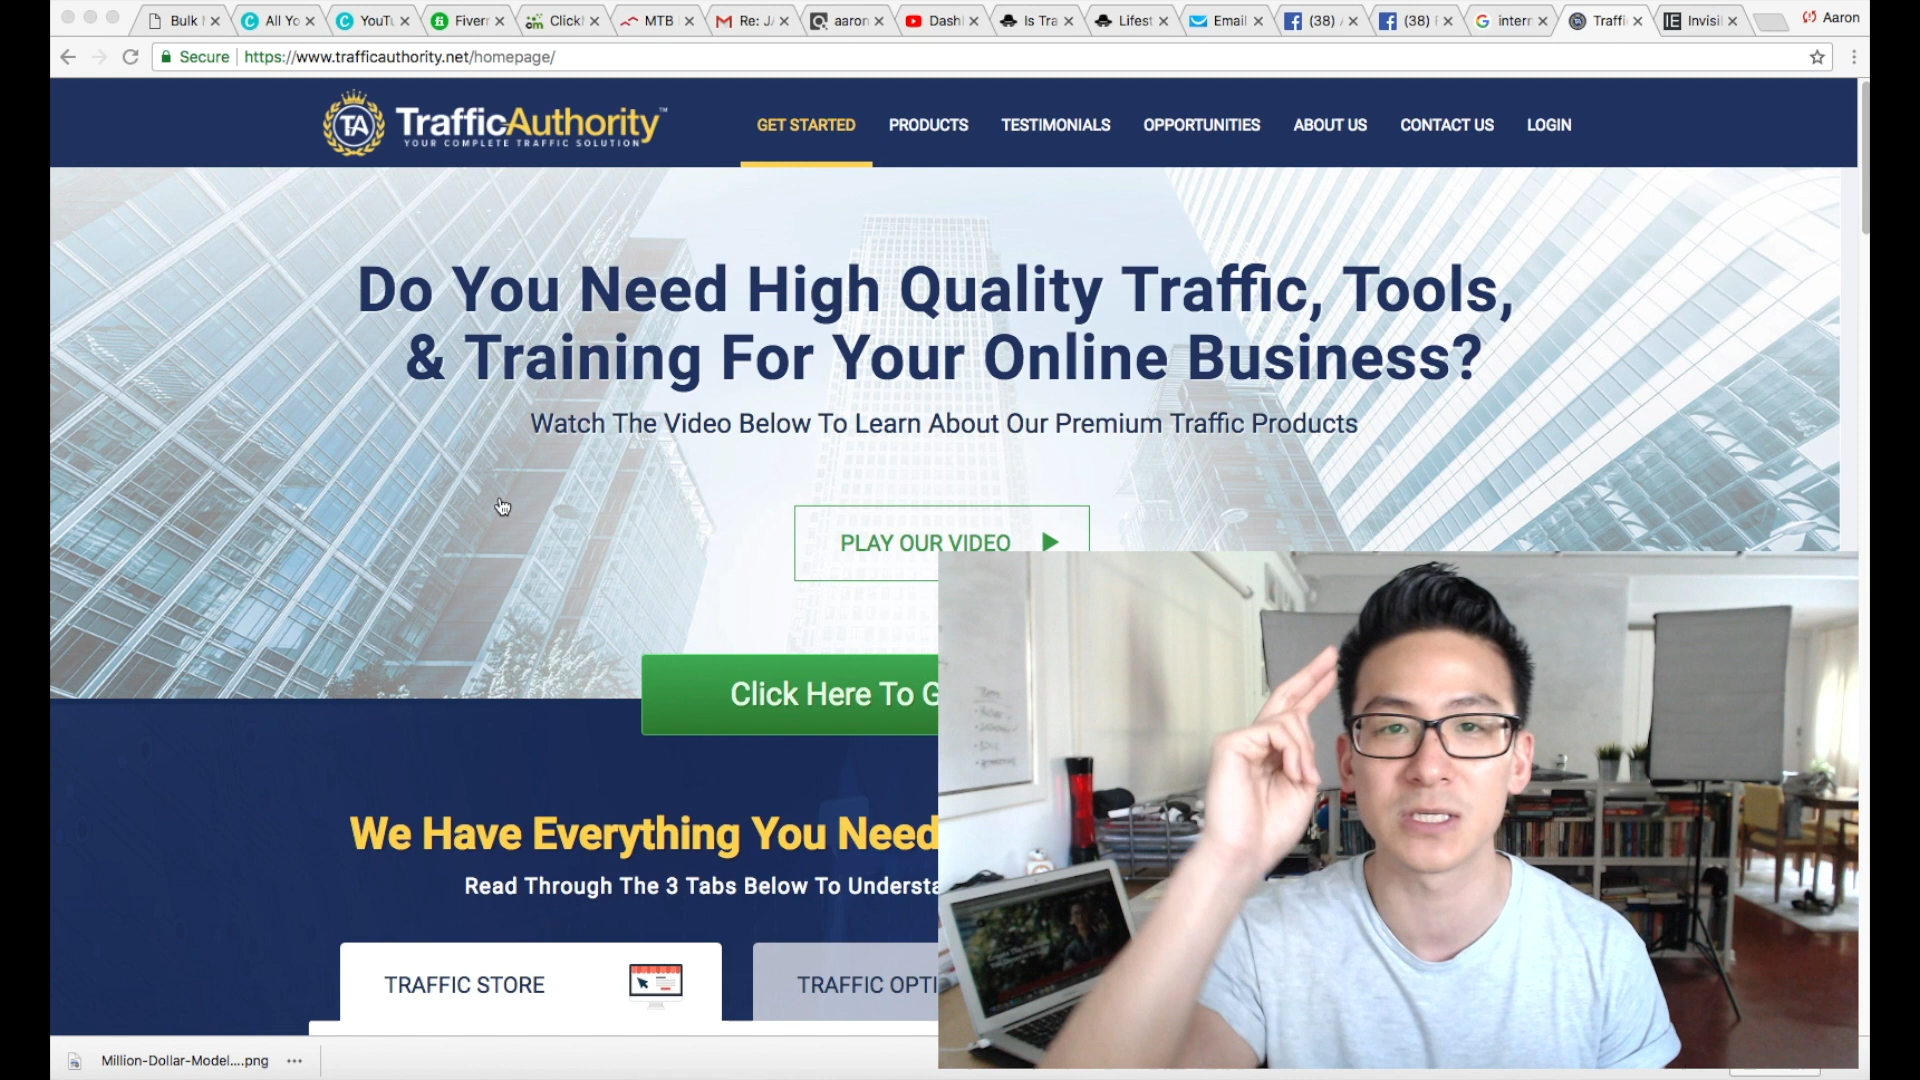 Bulk
All Yo
YouTu
Fiverr
Click
MTB
Re: J
aaron
Dash
Is Tra
Lifest
Email
(38)
(38)
intern
Traffi
Invisi
Aaron
Secure
https://www.trafficauthority.net/homepage/
TA
TrafficAuthority™
YOUR COMPLETE TRAFFIC SOLUTION
GET STARTED
PRODUCTS
TESTIMONIALS
OPPORTUNITIES
ABOUT US
CONTACT US
LOGIN
Do You Need High Quality Traffic, Tools,
& Training For Your Online Business?
Watch The Video Below To Learn About Our Premium Traffic Products
PLAY OUR VIDEO
Click Here To G
We Have Everything You Need
Read Through The 3 Tabs Below To Understa
TRAFFIC STORE
TRAFFIC OPTI
Million-Dollar-Model....png